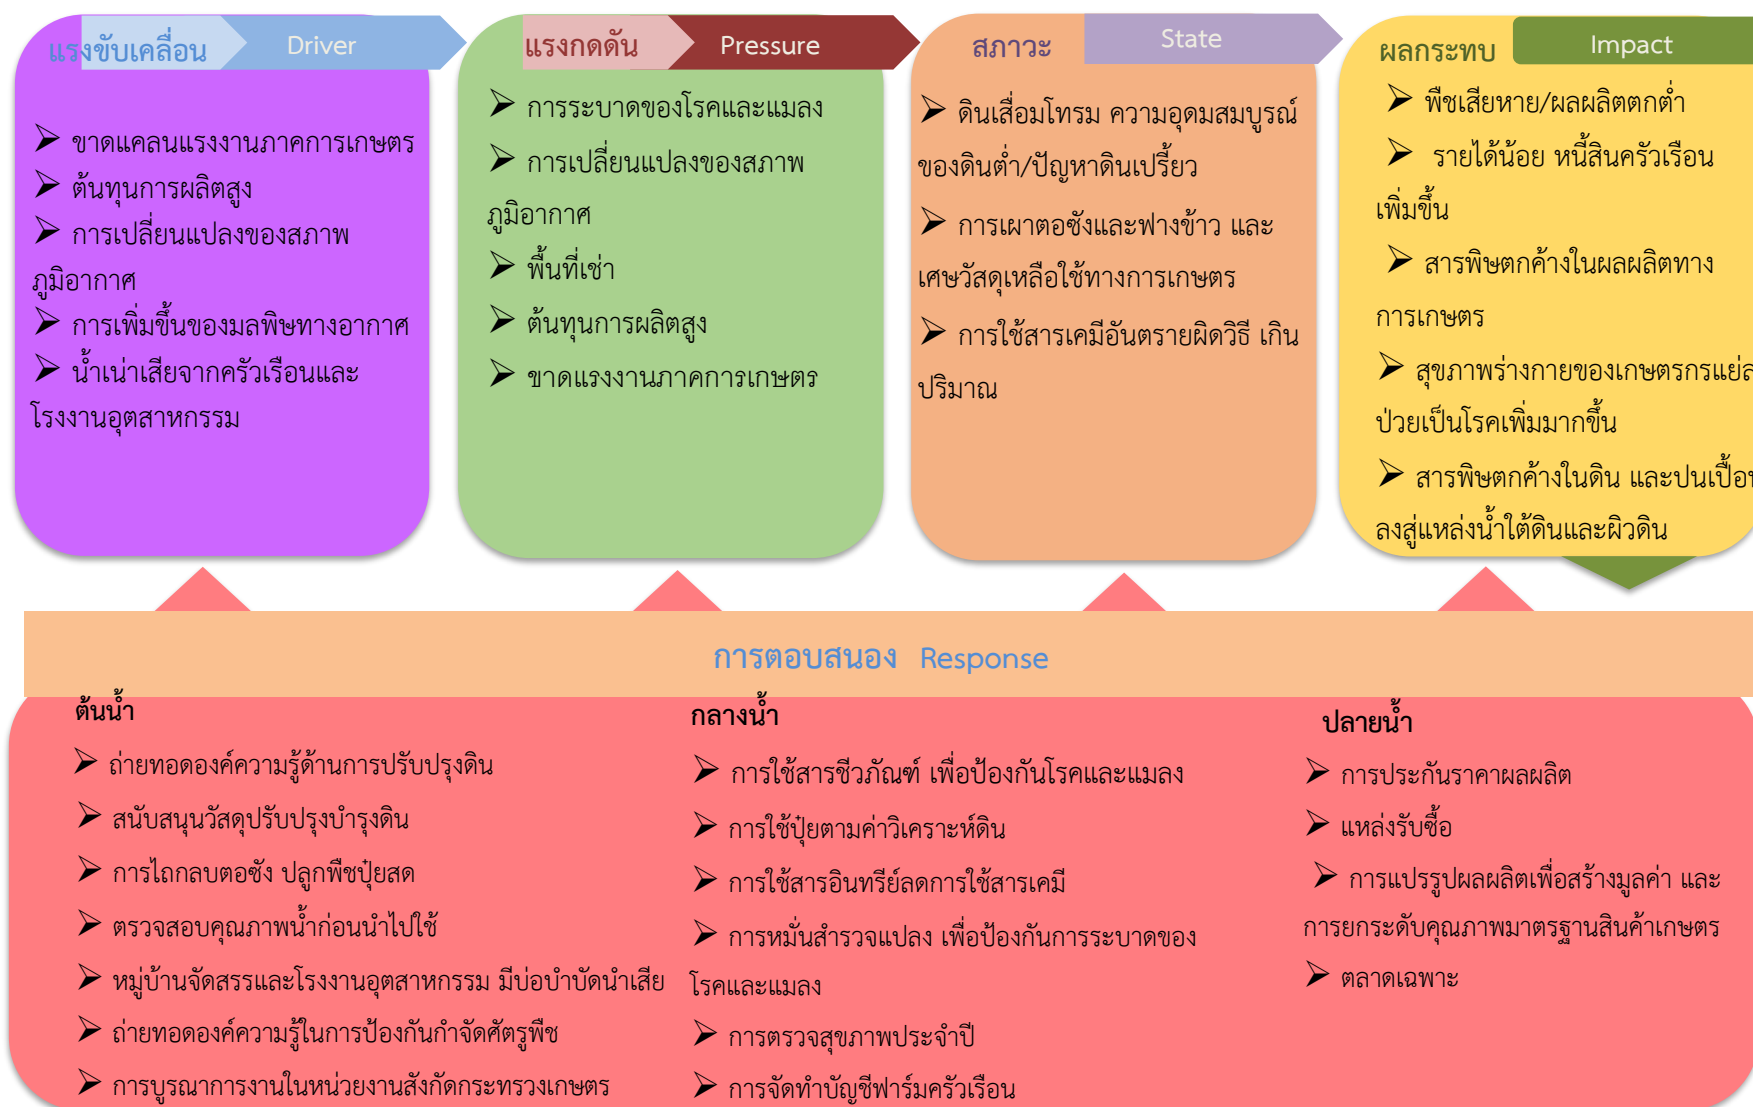 แรงขับเคลื่อน Driver
ขาดแคลนแรงงานภาคการเกษตร
ต้นทุนการผลิตสูง
การเปลี่ยนแปลงของสภาพ
ภูมิอากาศ
การเพิ่มขึ้นของมลพิษทางอากาศ
น้ำเน่าเสียจากครัวเรือนและ
โรงงานอุตสาหกรรม
แรงกดดัน Pressure
การระบาดของโรคและแมลง
การเปลี่ยนแปลงของสภาพ
ภูมิอากาศ
พื้นที่เช่า
ต้นทุนการผลิตสูง
ขาดแรงงานภาคการเกษตร
สภาวะ State
ดินเสื่อมโทรม ความอุดมสมบูรณ์
ของดินต่ำ/ปัญหาดินเปรี้ยว
การเผาตอซังและฟางข้าว และ
เศษวัสดุเหลือใช้ทางการเกษตร
การใช้สารเคมีอันตรายผิดวิธี เกิน
ปริมาณ
ผลกระทบ Impact
พืชเสียหาย/ผลผลิตตกต่ำ
รายได้น้อย หนี้สินครัวเรือน
เพิ่มขึ้น
สารพิษตกค้างในผลผลิตทาง
การเกษตร
สุขภาพร่างกายของเกษตรกรแย่ล
ป่วยเป็นโรคเพิ่มมากขึ้น
สารพิษตกค้างในดิน และปนเปื้อน
ลงสู่แหล่งน้ำใต้ดินและผิวดิน
การตอบสนอง Response
ต้นน้ำ
ถ่ายทอดองค์ความรู้ด้านการปรับปรุงดิน
สนับสนุนวัสดุปรับปรุงบำรุงดิน
การไถกลบตอซัง ปลูกพืชปุ๋ยสด
ตรวจสอบคุณภาพน้ำก่อนนำไปใช้
หมู่บ้านจัดสรรและโรงงานอุตสาหกรรม มีบ่อบำบัดนำเสีย
ถ่ายทอดองค์ความรู้ในการป้องกันกำจัดศัตรูพืช
การบูรณาการงานในหน่วยงานสังกัดกระทรวงเกษตร
กลางน้ำ
การใช้สารชีวภัณฑ์ เพื่อป้องกันโรคและแมลง
การใช้ปุ๋ยตามค่าวิเคราะห์ดิน
การใช้สารอินทรีย์ลดการใช้สารเคมี
การหมั่นสำรวจแปลง เพื่อป้องกันการระบาดของ
โรคและแมลง
การตรวจสุขภาพประจำปี
การจัดทำบัญชีฟาร์มครัวเรือน
ปลายน้ำ
การประกันราคาผลผลิต
แหล่งรับซื้อ
การแปรรูปผลผลิตเพื่อสร้างมูลค่า และ
การยกระดับคุณภาพมาตรฐานสินค้าเกษตร
ตลาดเฉพาะ